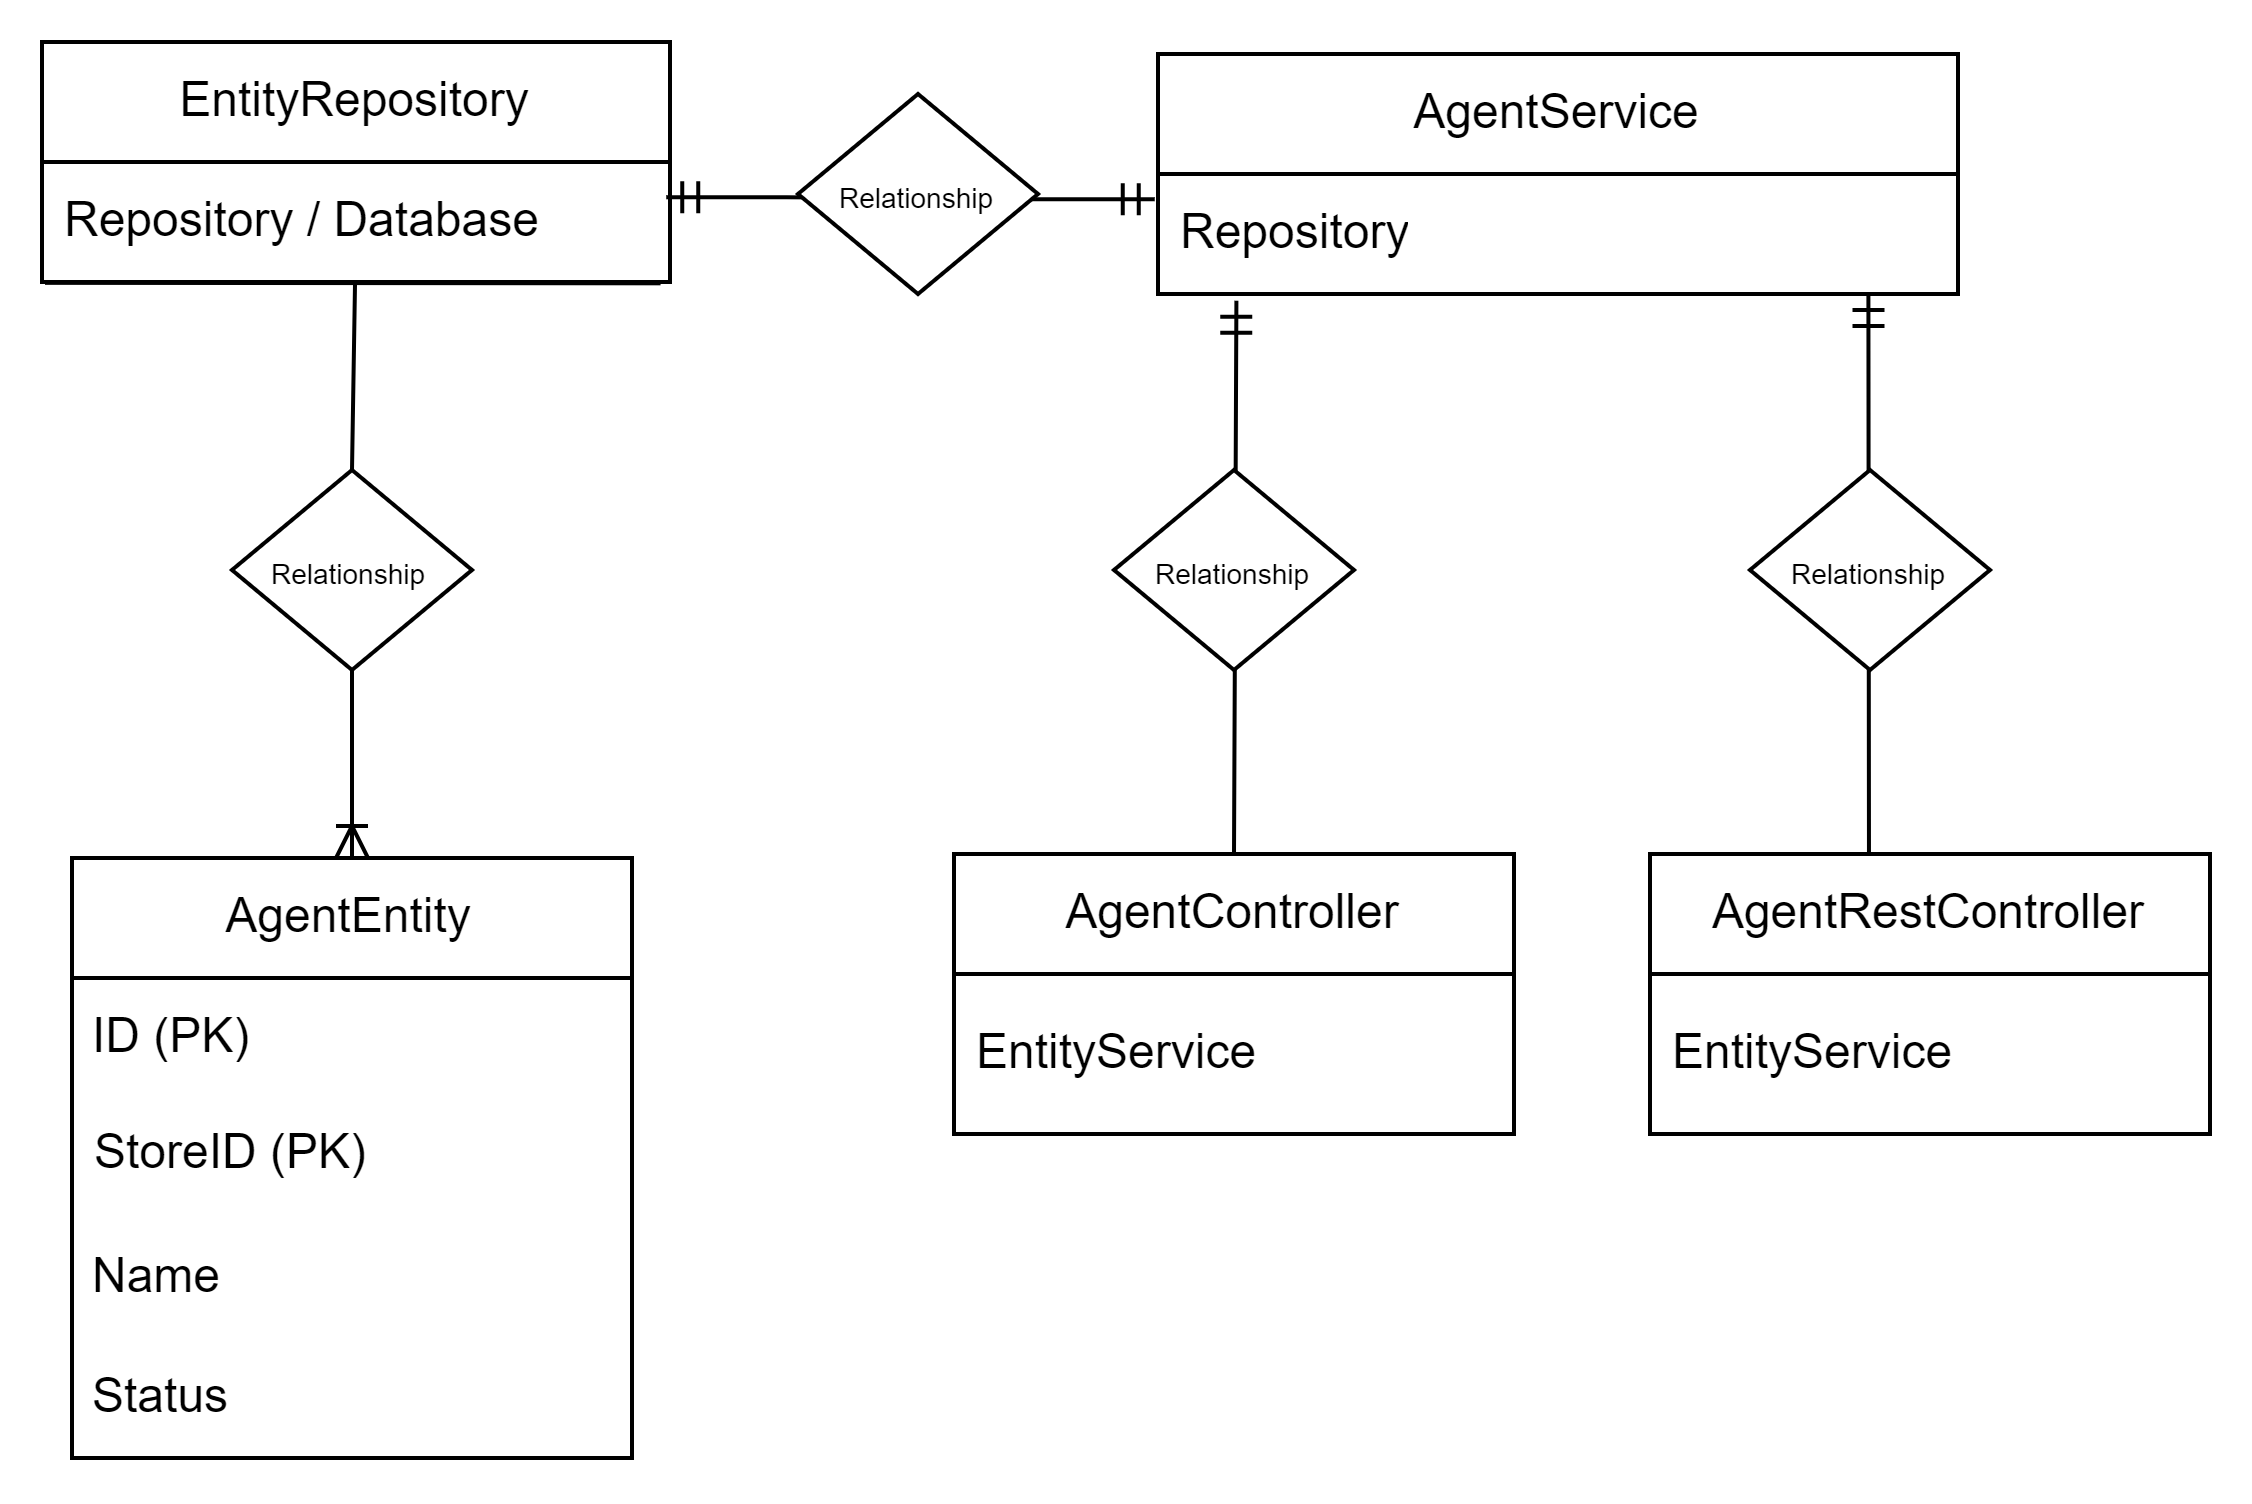 EntityRepository
Repository / Database
Relationship
AgentService
Repository
Relationship
Relationship
Relationship
AgentEntity
ID (PK)
StoreID (PK)
Name
Status
AgentController
EntityService
AgentRestController
EntityService